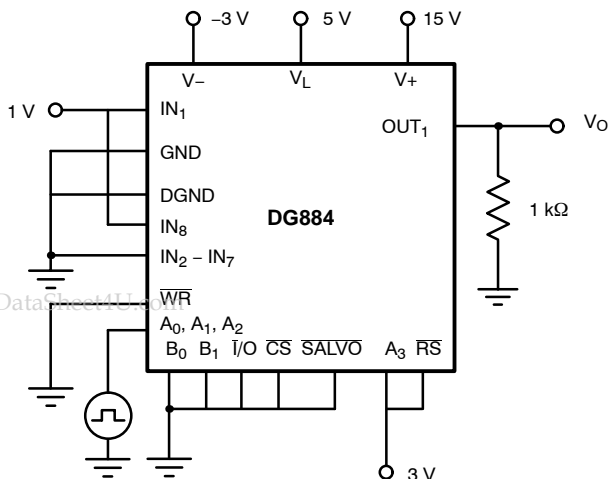 −3 V
5 V
15 V
V−
VL
V+
1 V
IN1
OUT1
VO
GND
DGND
DG884
1 kΩ
IN8
IN2 − IN7
DataSheet4U.com
WR
A0, A1, A2
B0 B1 I/O CS SALVO A3 RS
3 V